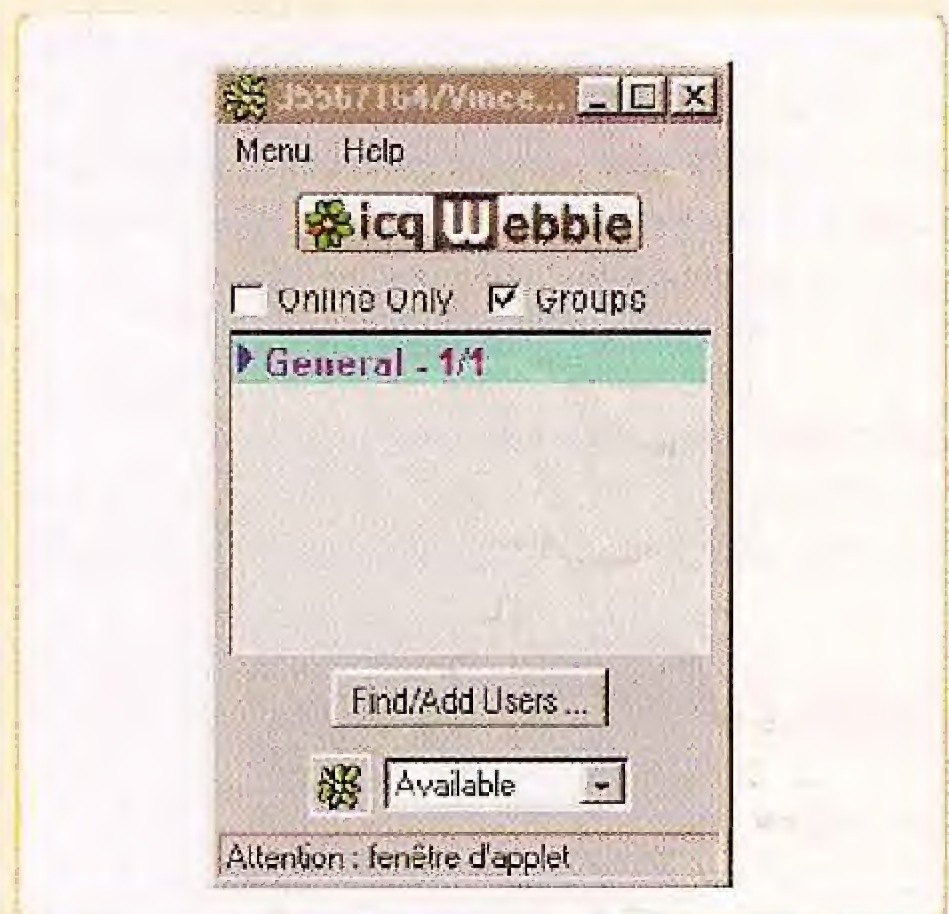 Menu Help
icq Webbie
Online Only Groups
General - 1/1
Find/Add Users ...
Available
Attention : fenêtre d'applet